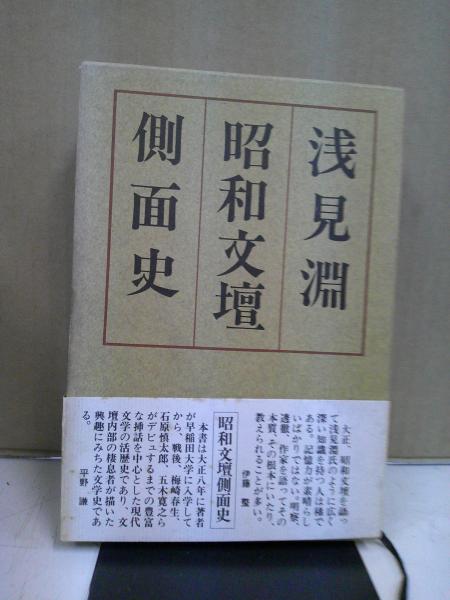 浅見淵
昭和文壇
側面史
大正、昭和文壇を語っ
て浅見淵氏のように広く
深い知識を持つ人は稀で
ある。記憶力が素晴らし
いばかりではない。明察、
透徹、作家を語ってその
本質、その根本にいたり、
教えられることが多い。
伊藤 整
昭和文壇側面史
本書は大正八年に著者
が早稲田大学に入学して
から、戦後、梅崎春生、
石原慎太郎、五木寛之ら
がデビュするまでの豊富
な挿話を中心とした現代
文学の活歴史であり、文
壇内部の棲息者が描いた
興趣にみちた文学史であ
る。
平野 謙